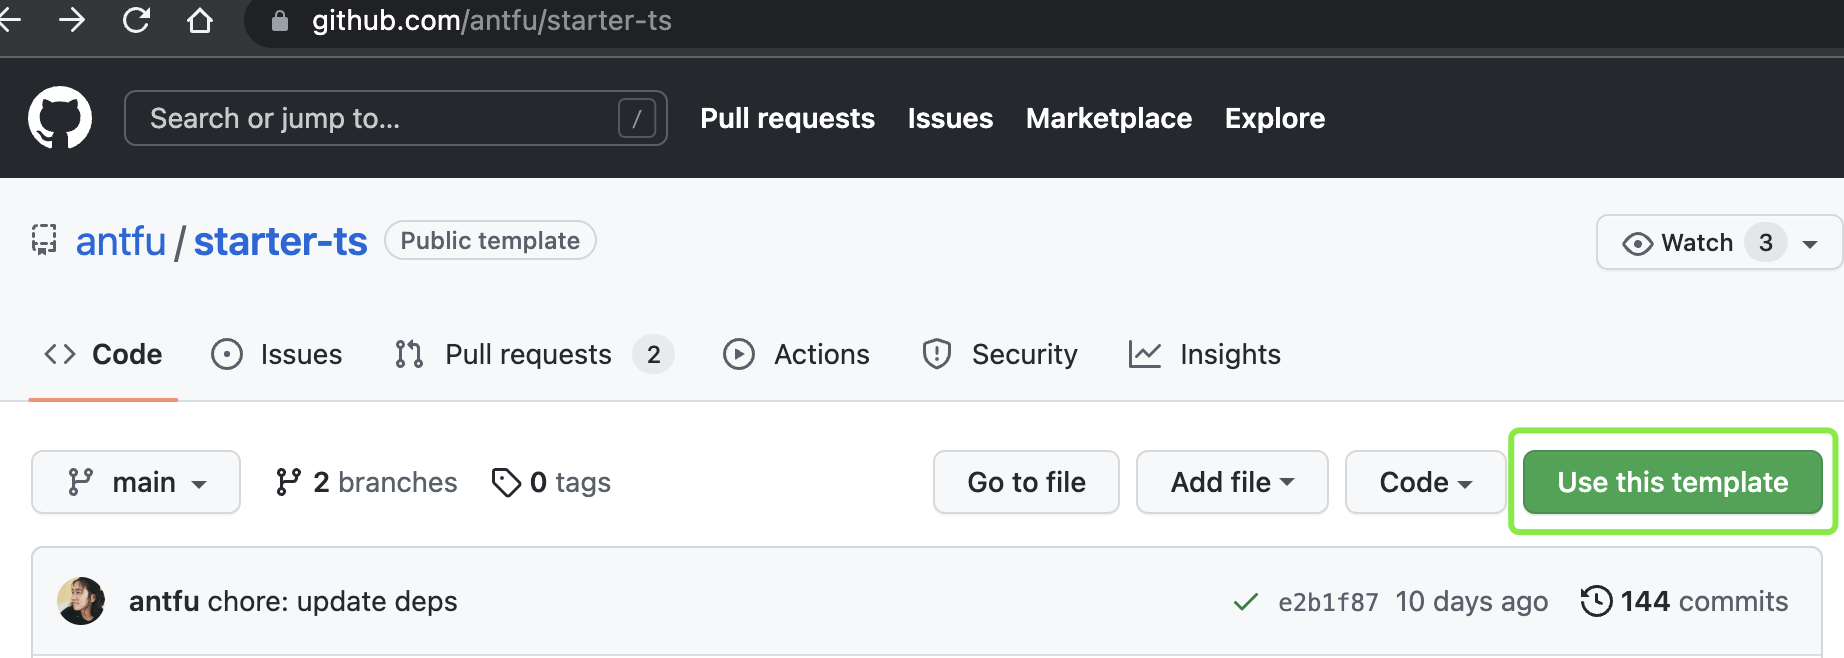 github.com/antfu/starter-ts
Search or jump to... / Pull requests Issues Marketplace Explore
antfu / starter-ts Public template Watch 3
Code Issues Pull requests 2 Actions Security Insights
main 2 branches 0 tags Go to file Add file Code Use this template
antfu chore: update deps e2b1f87 10 days ago 144 commits